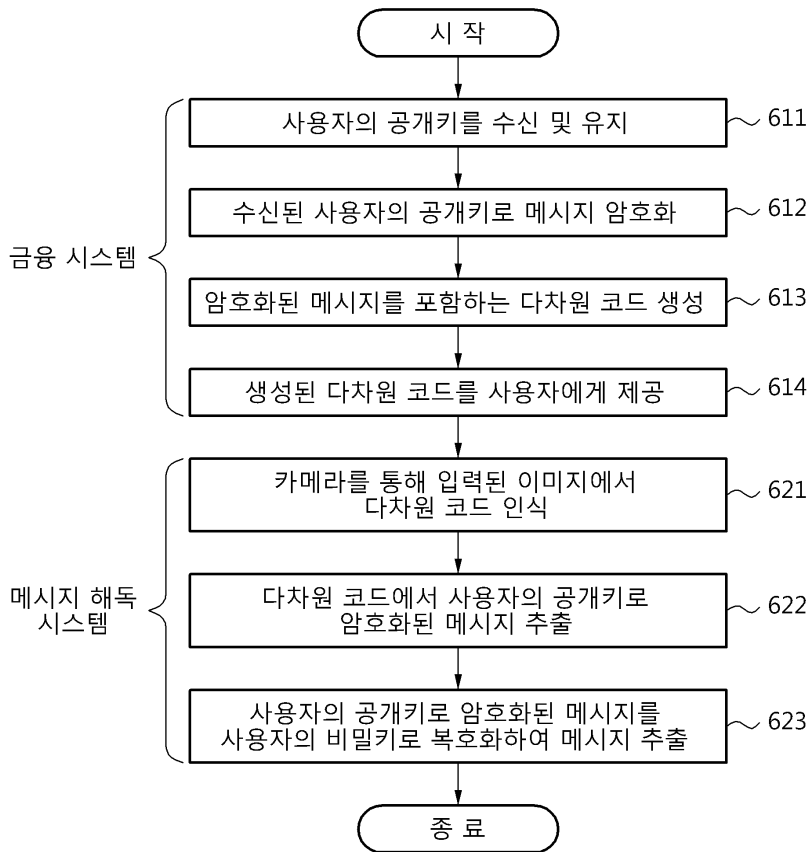 시 작
사용자의 공개키를 수신 및 유지
611
수신된 사용자의 공개키로 메시지 암호화
612
금융 시스템
암호화된 메시지를 포함하는 다차원 코드 생성
613
생성된 다차원 코드를 사용자에게 제공
614
카메라를 통해 입력된 이미지에서
다차원 코드 인식
621
메시지 해독
시스템
다차원 코드에서 사용자의 공개키로
암호화된 메시지 추출
622
사용자의 공개키로 암호화된 메시지를
사용자의 비밀키로 복호화하여 메시지 추출
623
종 료